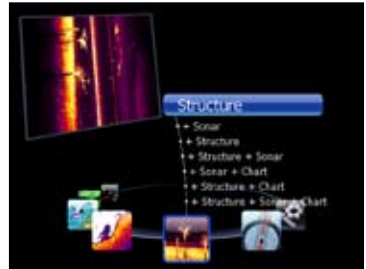 Structure
+ Sonar
+ Structure
+ Structure + Sonar
+ Sonar + Chart
+ Structure + Chart
+ Structure + Sonar + Chart